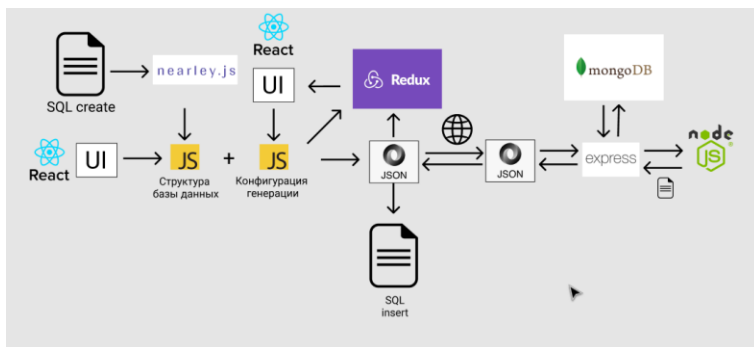 React
Redux
mongoDB
nearley.js
SQL create
UI
React
UI
JS
+
JS
Структура
базы данных
Конфигурация
генерации
JSON
JSON
express
node
JS
SQL
insert